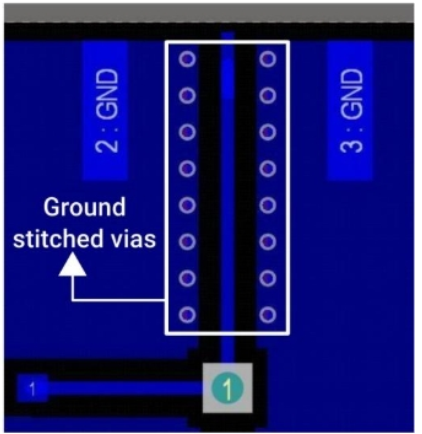 2 : GND
3 : GND
Ground
stitched vias
1
1